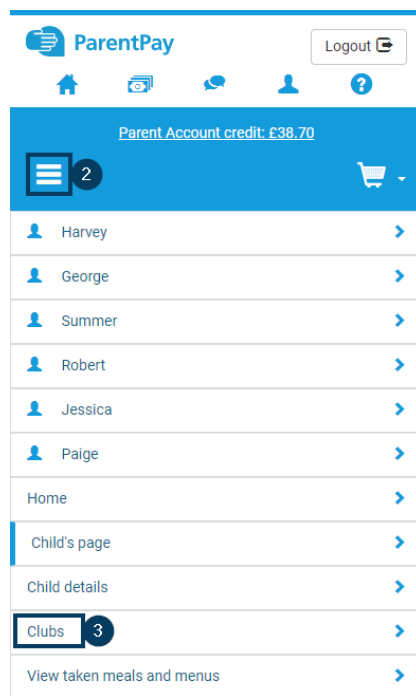 ParentPay
Logout
Parent Account credit: £38.70
2
Harvey
George
Summer
Robert
Jessica
Paige
Home
Child's page
Child details
Clubs 3
View taken meals and menus